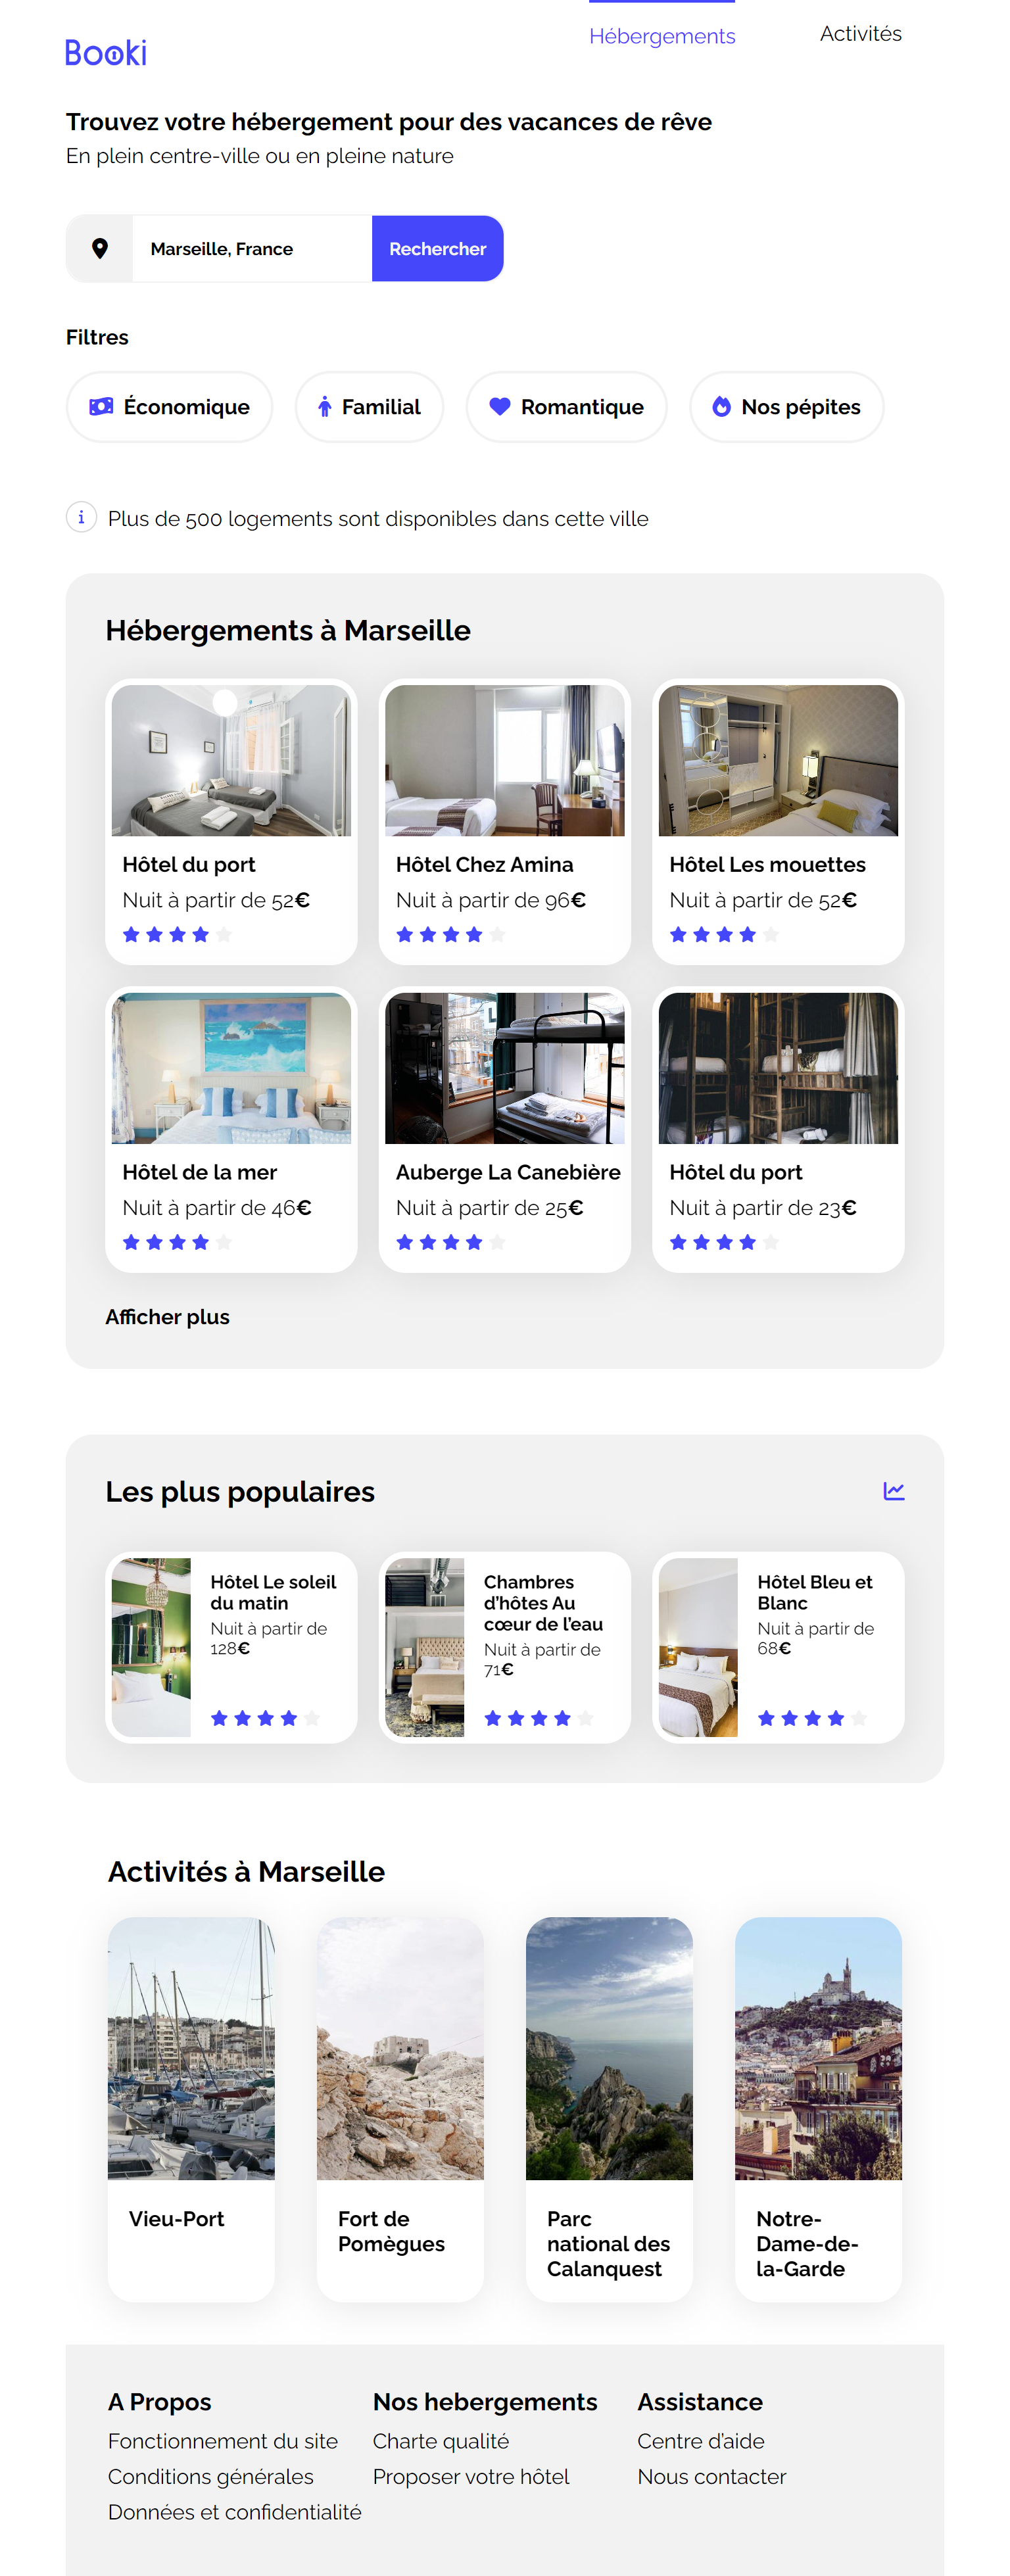 Booki
Hébergements
Activités
Trouvez votre hébergement pour des vacances de rêve
En plein centre-ville ou en pleine nature
Marseille, France
Rechercher
Filtres
Économique
Familial
Romantique
Nos pépites
Plus de 500 logements sont disponibles dans cette ville
Hébergements à Marseille
Hôtel du port
Nuit à partir de 52€
Hôtel Chez Amina
Nuit à partir de 96€
Hôtel Les mouettes
Nuit à partir de 52€
Hôtel de la mer
Nuit à partir de 46€
Auberge La Canebière
Nuit à partir de 25€
Hôtel du port
Nuit à partir de 23€
Afficher plus
Les plus populaires
Hôtel Le soleil
du matin
Nuit à partir de
128€
Chambres
d'hôtes Au
cœur de l'eau
Nuit à partir de
71€
Hôtel Bleu et
Blanc
Nuit à partir de
68€
Activités à Marseille
Vieu-Port
Fort de
Pomègues
Parc
national des
Calanquest
Notre-
Dame-de-
la-Garde
A Propos
Fonctionnement du site
Conditions générales
Données et confidentialité
Nos hebergements
Charte qualité
Proposer votre hôtel
Assistance
Centre d'aide
Nous contacter